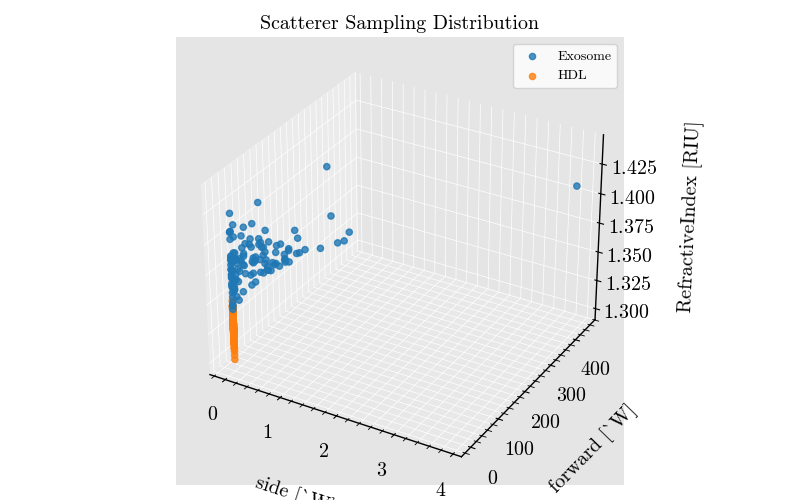 Scatterer Sampling Distribution
Exosome
HDL
1.425
1.400
1.375
1.350
1.325
1.300
RefractiveIndex [RIU]
400
300
200
100
0
forward [`W]
0
1
2
3
4
side [`W]